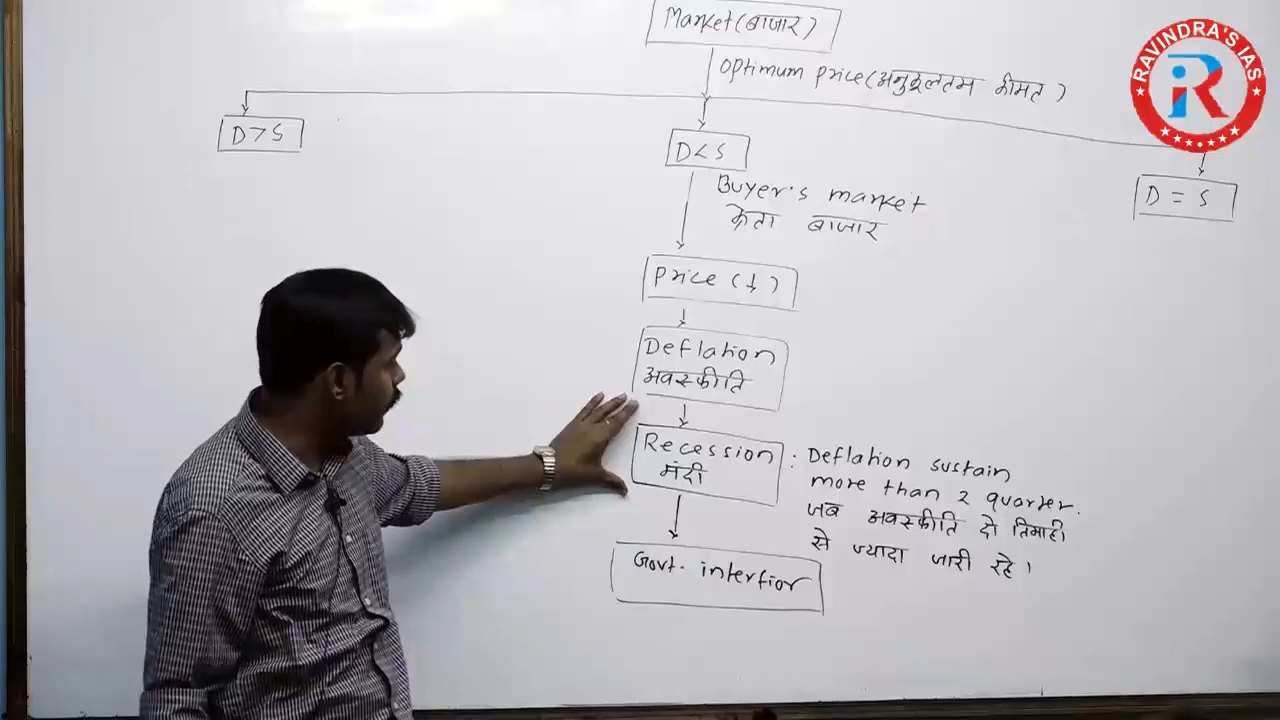 Market(बाजार)
optimum price(अनुकूलतम कीमत)
D > S
D < S
D = S
Buyer's market
क्रेता बाजार
Price (↓)
Deflation
अवस्फीति
Recession
मंदी
: Deflation sustain
more than 2 quarter.
जब अवस्फीति दो तिमाही
से ज्यादा जारी रहे।
Govt. interfior
RAVINDRA'S IAS
iR